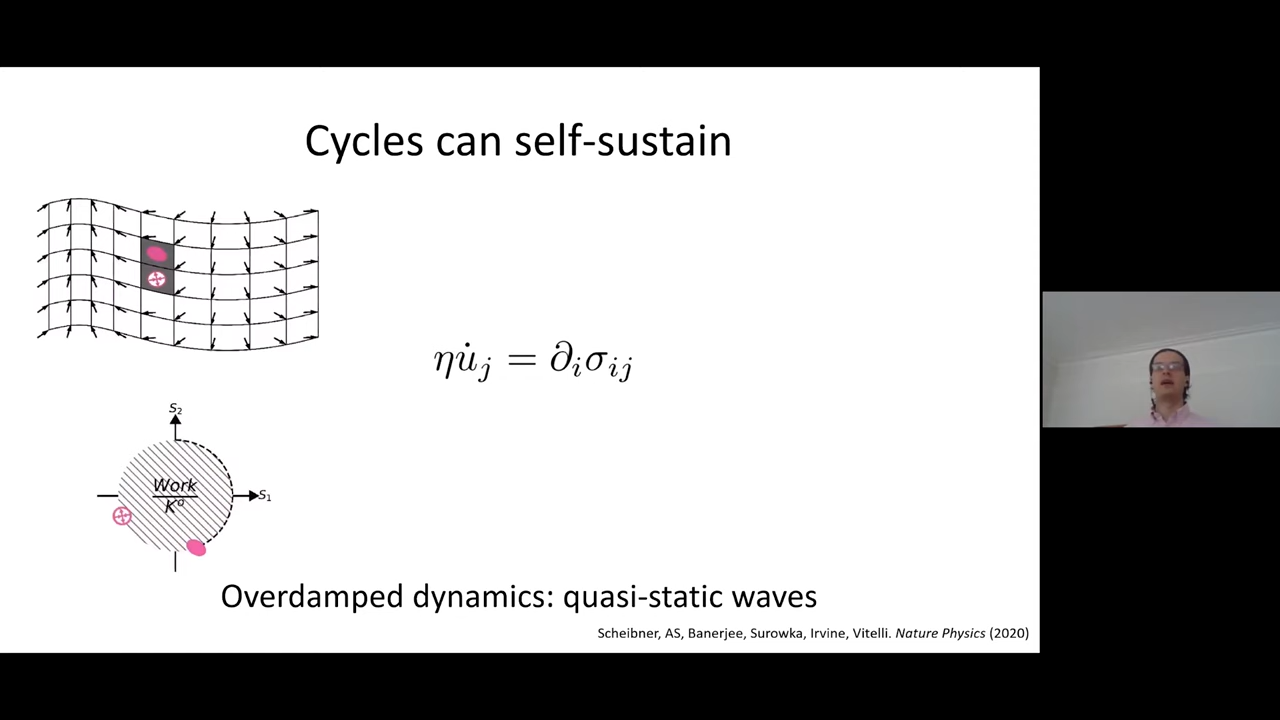 Cycles can self-sustain
ηu̇ⱼ = ∂ᵢσᵢⱼ
S₂
Work
Kᵒ
S₁
Overdamped dynamics: quasi-static waves
Scheibner, AS, Banerjee, Surowka, Irvine, Vitelli. Nature Physics (2020)